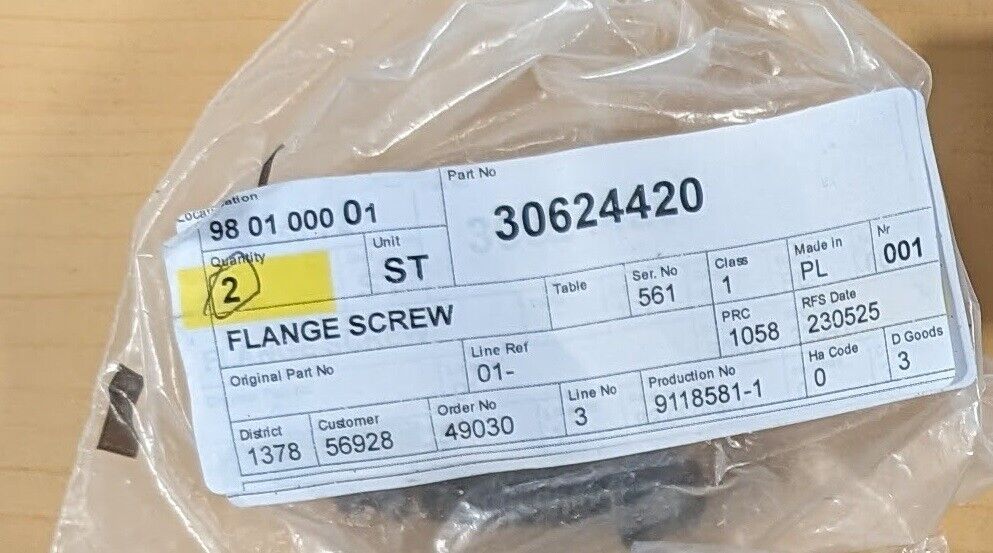 Location
98 01 000 01
Part No
30624420
Quantity
2
Unit
ST
FLANGE SCREW
Table
Ser. No
561
Class
1
Made in
PL
Nr
001
Original Part No
Line Ref
01-
PRC
1058
RFS Date
230525
District
1378
Customer
56928
Order No
49030
Line No
3
Production No
9118581-1
Ha Code
0
D Goods
3